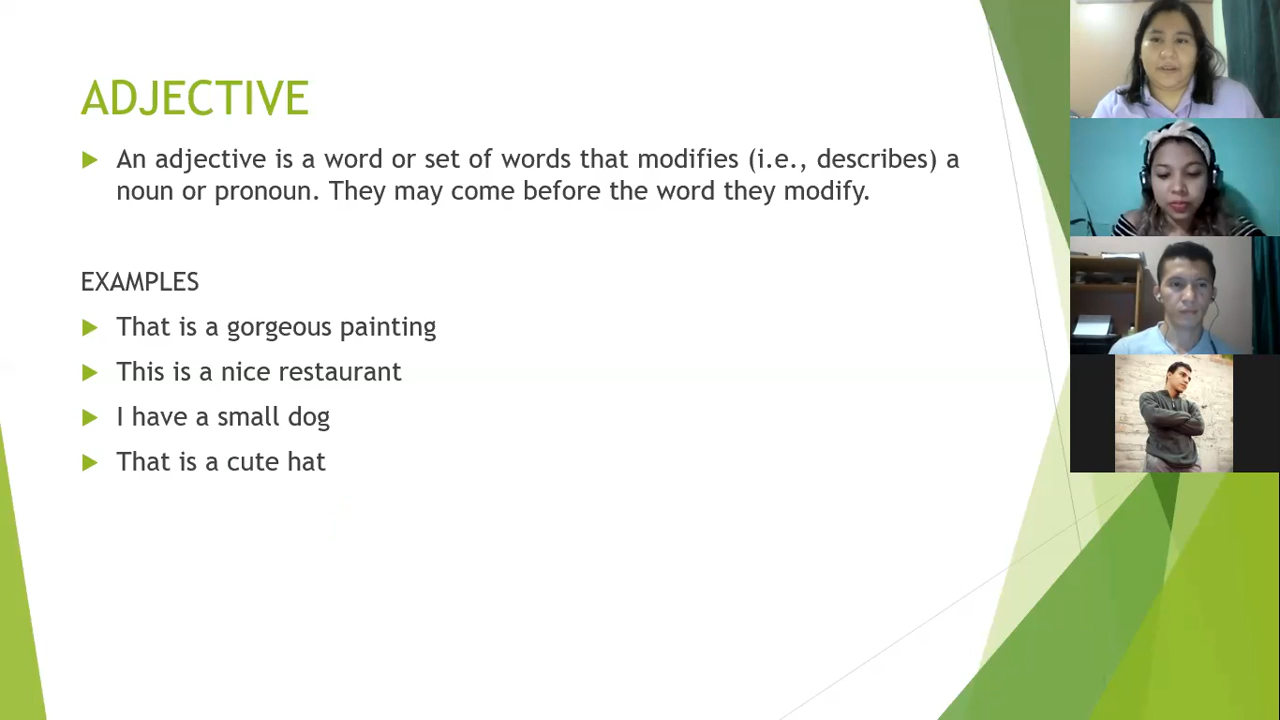 ADJECTIVE
An adjective is a word or set of words that modifies (i.e., describes) a
noun or pronoun. They may come before the word they modify.
EXAMPLES
That is a gorgeous painting
This is a nice restaurant
I have a small dog
That is a cute hat